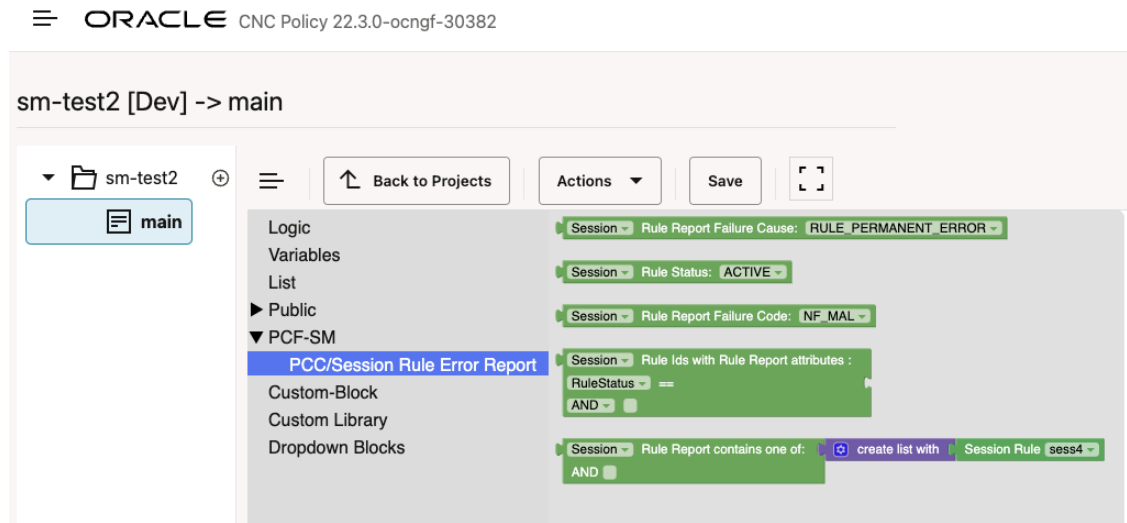 ORACLE CNC Policy 22.3.0-ocngf-30382
sm-test2 [Dev] -> main
sm-test2
main
Back to Projects
Actions
Save
Logic
Variables
List
Public
PCF-SM
PCC/Session Rule Error Report
Custom-Block
Custom Library
Dropdown Blocks
Session Rule Report Failure Cause: RULE_PERMANENT_ERROR
Session Rule Status: ACTIVE
Session Rule Report Failure Code: NF_MAL
Session Rule Ids with Rule Report attributes :
RuleStatus ==
AND
Session Rule Report contains one of: create list with Session Rule sess4
AND